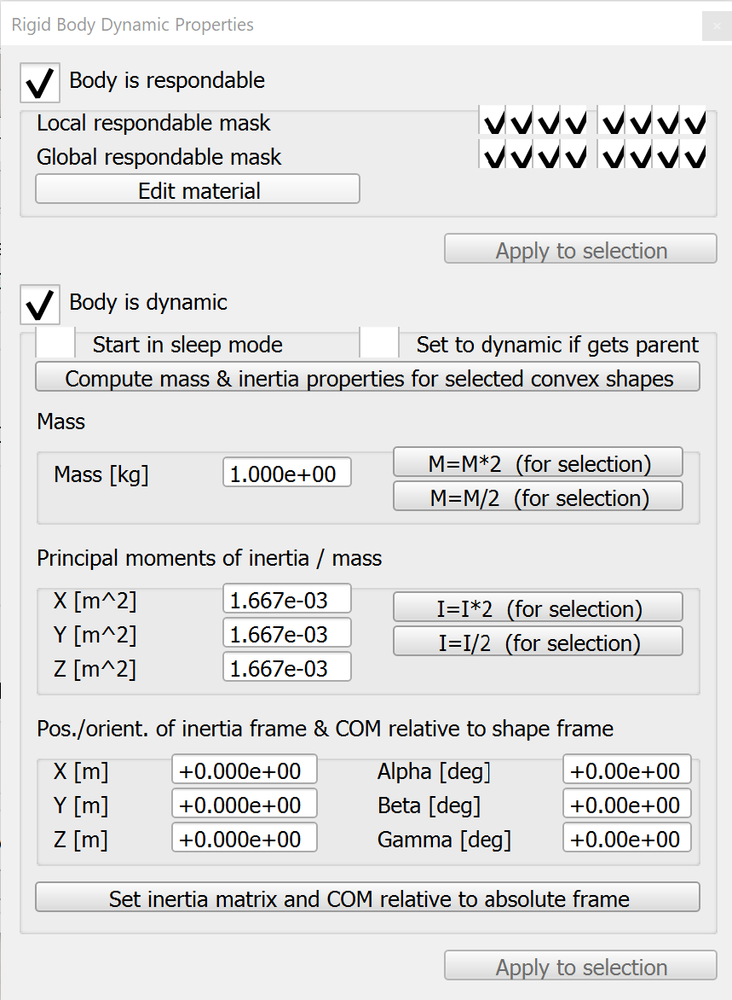 Rigid Body Dynamic Properties
Body is respondable
Local respondable mask
Global respondable mask
Edit material
Apply to selection
Body is dynamic
Start in sleep mode Set to dynamic if gets parent
Compute mass & inertia properties for selected convex shapes
Mass
Mass [kg] 1.000e+00 M=M*2 (for selection)
M=M/2 (for selection)
Principal moments of inertia / mass
X [m^2] 1.667e-03 I=I*2 (for selection)
Y [m^2] 1.667e-03 I=I/2 (for selection)
Z [m^2] 1.667e-03
Pos./orient. of inertia frame & COM relative to shape frame
X [m] +0.000e+00 Alpha [deg] +0.00e+00
Y [m] +0.000e+00 Beta [deg] +0.00e+00
Z [m] +0.000e+00 Gamma [deg] +0.00e+00
Set inertia matrix and COM relative to absolute frame
Apply to selection